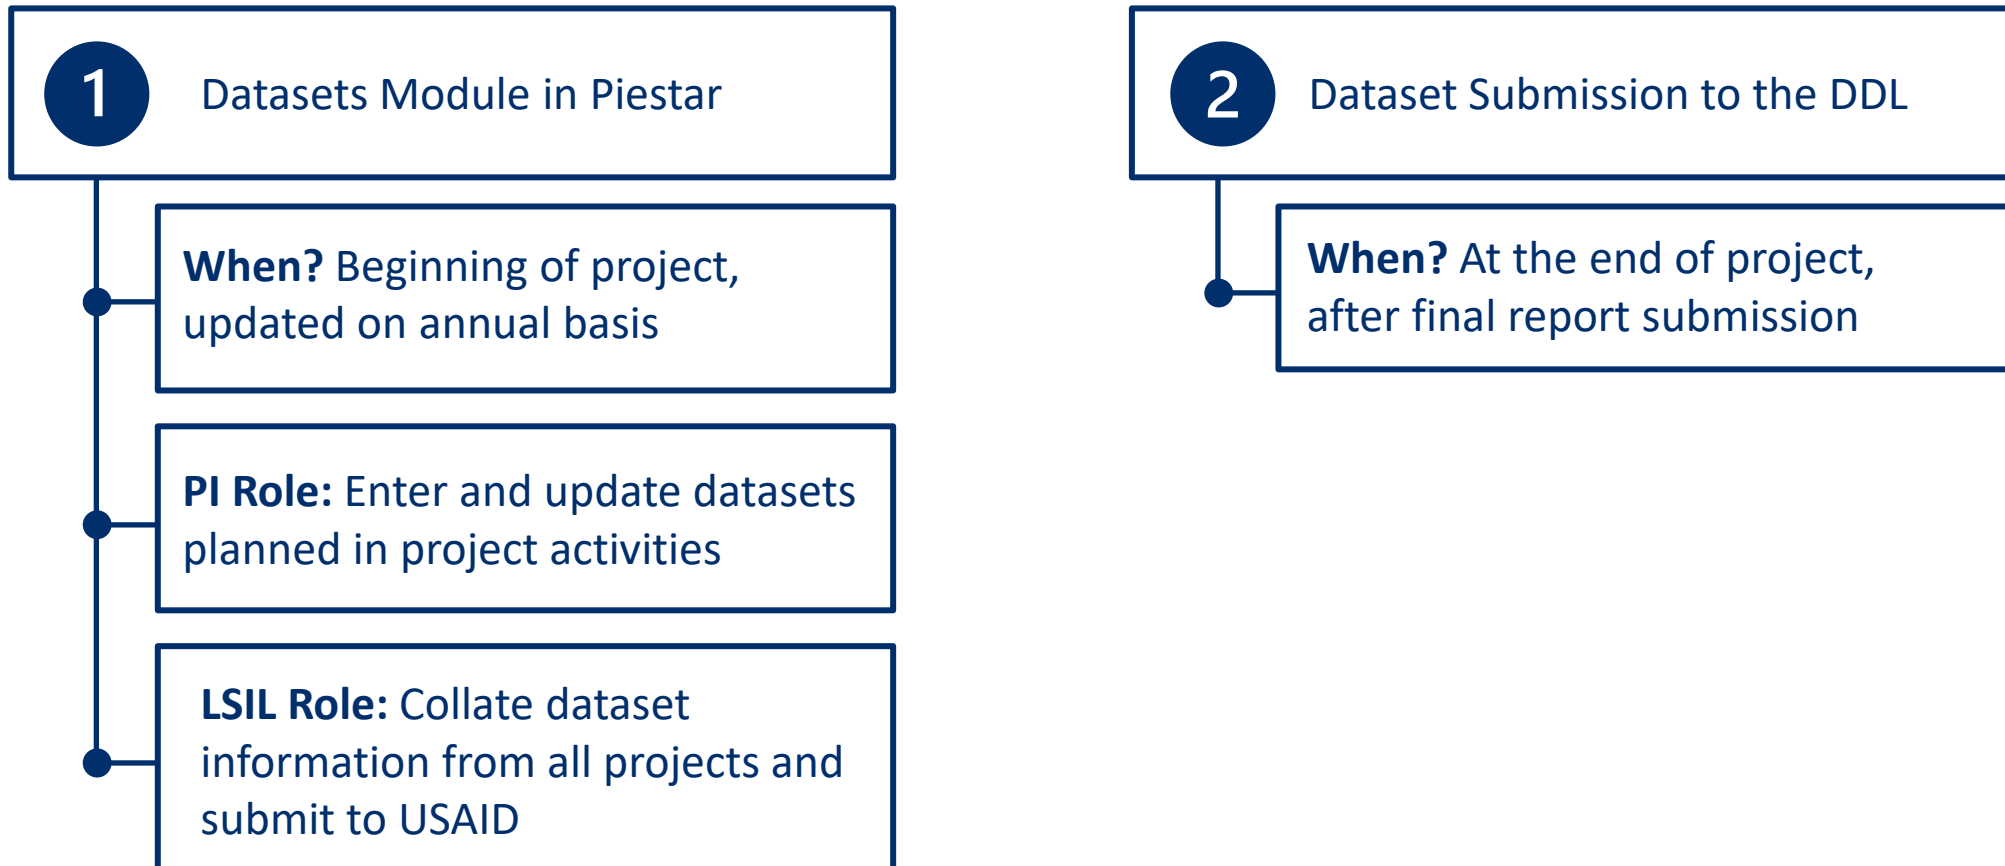 1
Datasets Module in Piestar
When? Beginning of project,
updated on annual basis
PI Role: Enter and update datasets
planned in project activities
LSIL Role: Collate dataset
information from all projects and
submit to USAID
2
Dataset Submission to the DDL
When? At the end of project,
after final report submission